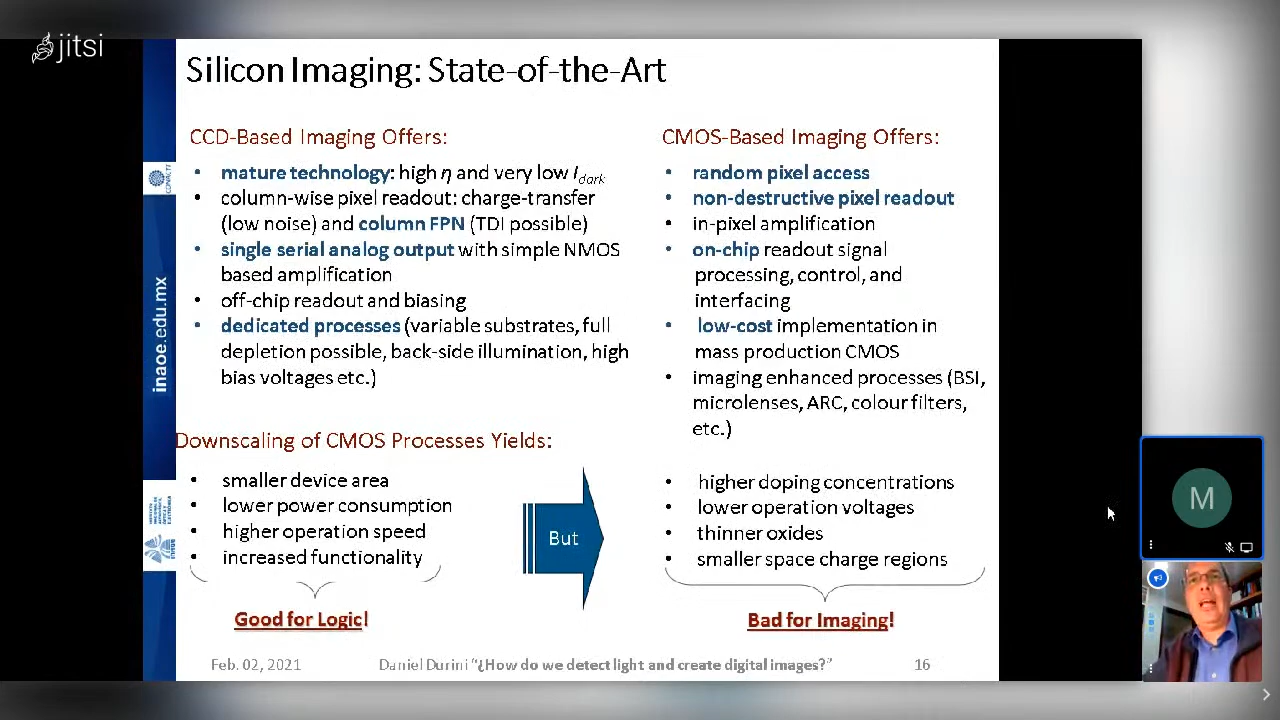 jitsi
Silicon Imaging: State-of-the-Art
CCD-Based Imaging Offers:
• mature technology: high η and very low I_dark
• column-wise pixel readout: charge-transfer
(low noise) and column FPN (TDI possible)
• single serial analog output with simple NMOS
based amplification
• off-chip readout and biasing
• dedicated processes (variable substrates, full
depletion possible, back-side illumination, high
bias voltages etc.)
CMOS-Based Imaging Offers:
• random pixel access
• non-destructive pixel readout
• in-pixel amplification
• on-chip readout signal
processing, control, and
interfacing
• low-cost implementation in
mass production CMOS
• imaging enhanced processes (BSI,
microlenses, ARC, colour filters,
etc.)
Downscaling of CMOS Processes Yields:
• smaller device area
• lower power consumption
• higher operation speed
• increased functionality
Good for Logic!
But
• higher doping concentrations
• lower operation voltages
• thinner oxides
• smaller space charge regions
Bad for Imaging!
Feb. 02, 2021
Daniel Durini "¿How do we detect light and create digital images?"
16
inaoe.edu.mx
M